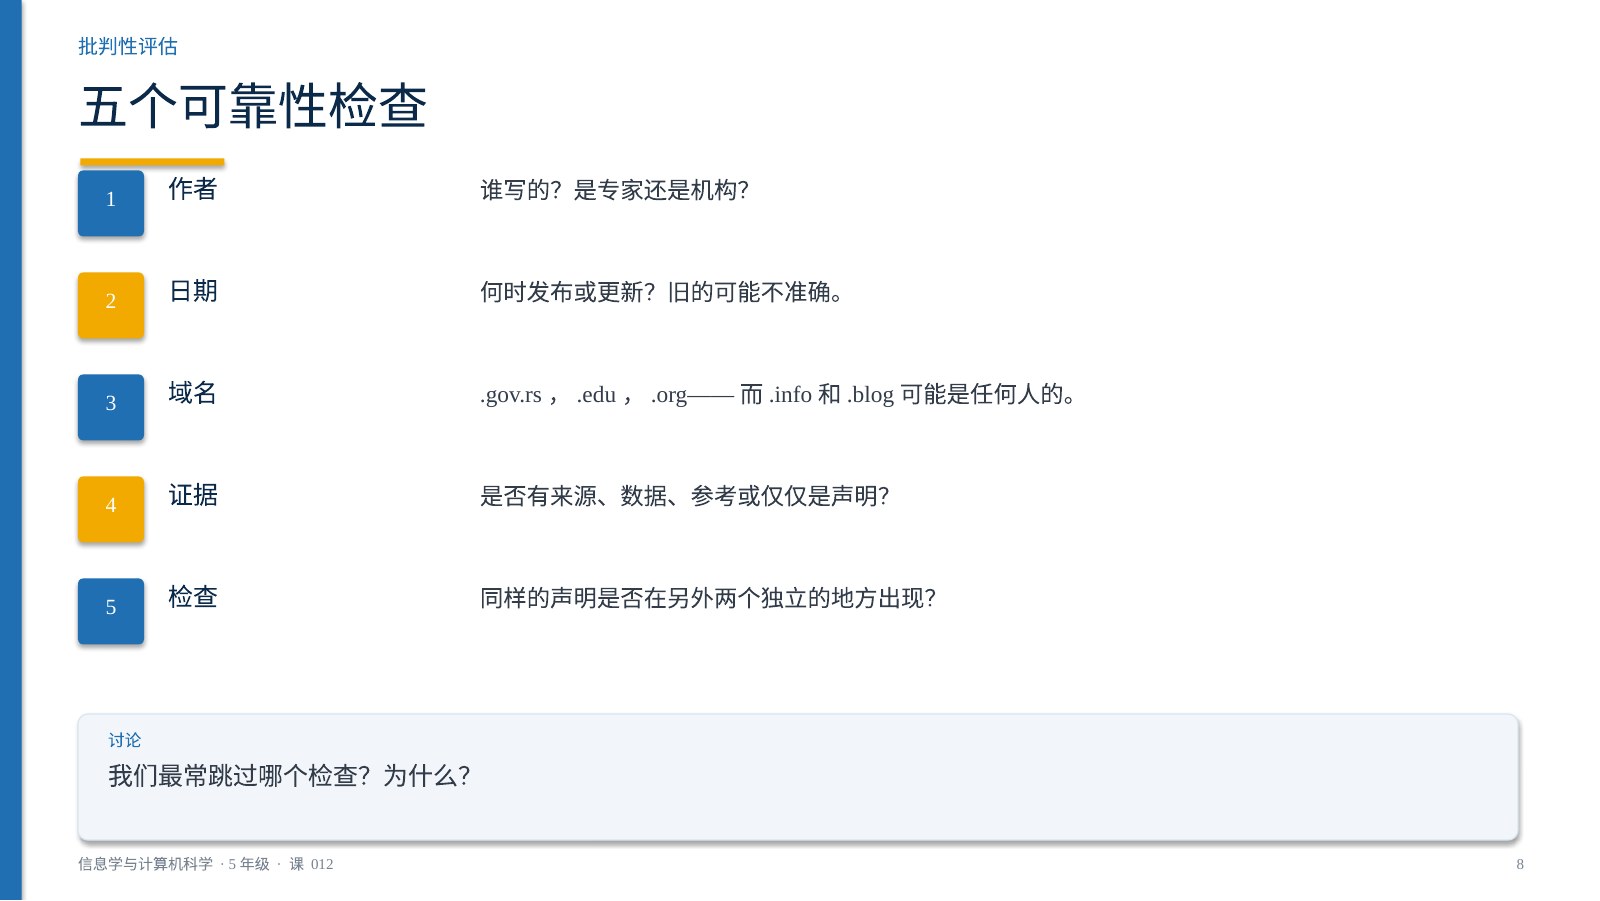 批判性评估
五个可靠性检查
1 作者 谁写的？是专家还是机构？
2 日期 何时发布或更新？旧的可能不准确。
3 域名 .gov.rs ， .edu ， .org—— 而 .info 和 .blog 可能是任何人的。
4 证据 是否有来源、数据、参考或仅仅是声明？
5 检查 同样的声明是否在另外两个独立的地方出现？
讨论
我们最常跳过哪个检查？为什么？
信息学与计算机科学 · 5 年级 · 课 012 8